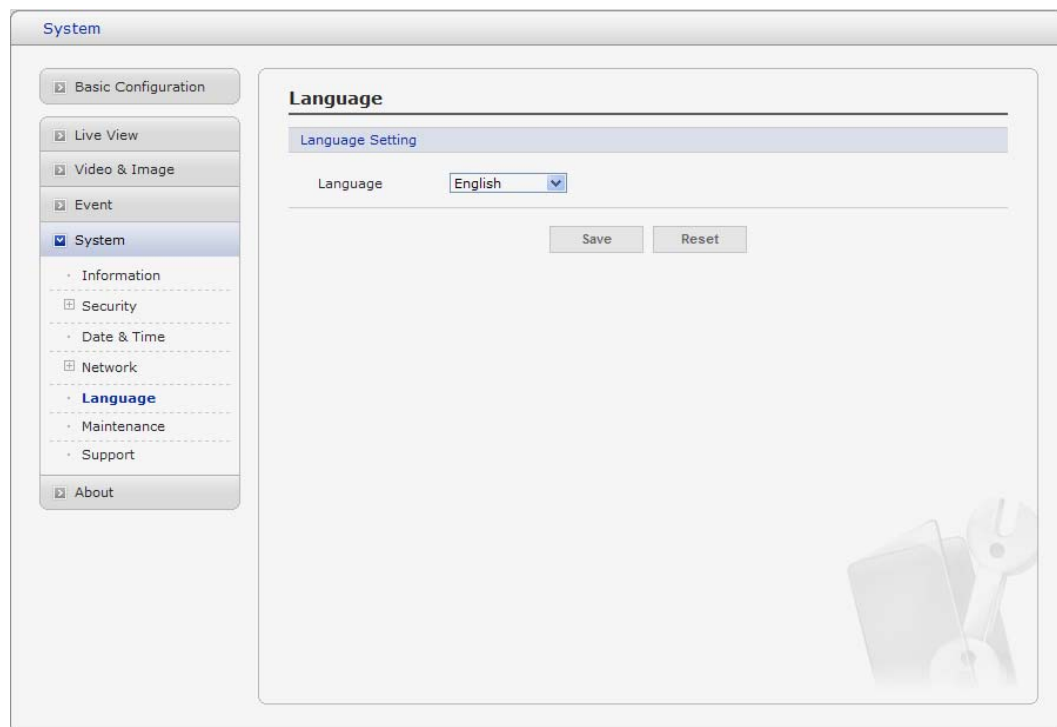 System
Basic Configuration
Live View
Video & Image
Event
System
Information
Security
Date & Time
Network
Language
Maintenance
Support
About
Language
Language Setting
Language English
Save Reset